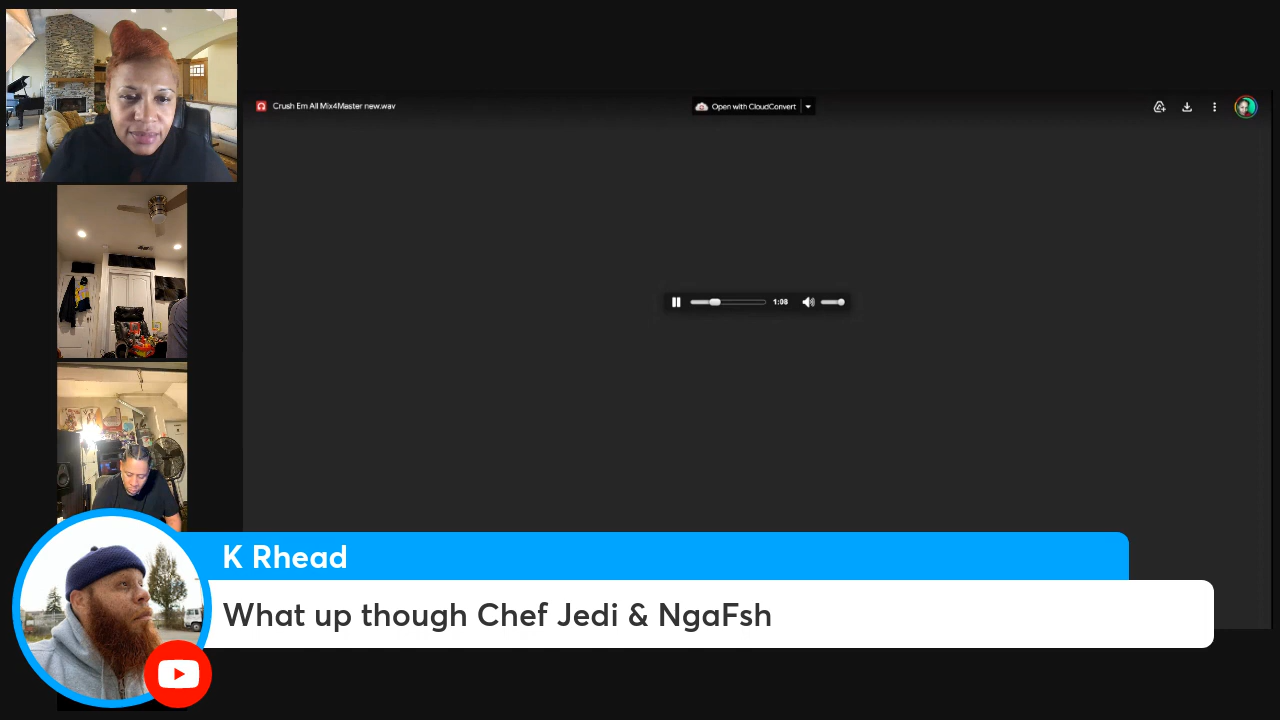 Crush Em All Mix4Master new.wav
Open with CloudConvert
1:08
K Rhead
What up though Chef Jedi & NgaFsh